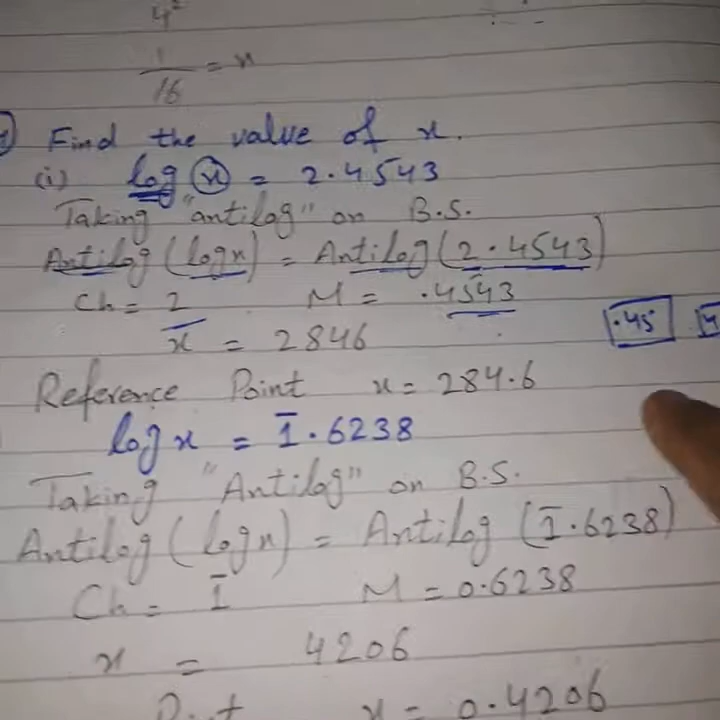 4²
1/16 = x
Find the value of x.
(i) log x = 2.4543
Taking "antilog" on B.S.
Antilog (log x) = Antilog (2.4543)
Ch = 2 M = .4543
x = 2846
.45
Reference Point x = 284.6
log x = 1̅.6238
Taking "Antilog" on B.S.
Antilog (log x) = Antilog (1̅.6238)
Ch = 1̅ M = 0.6238
x = 4206
x = 0.4206